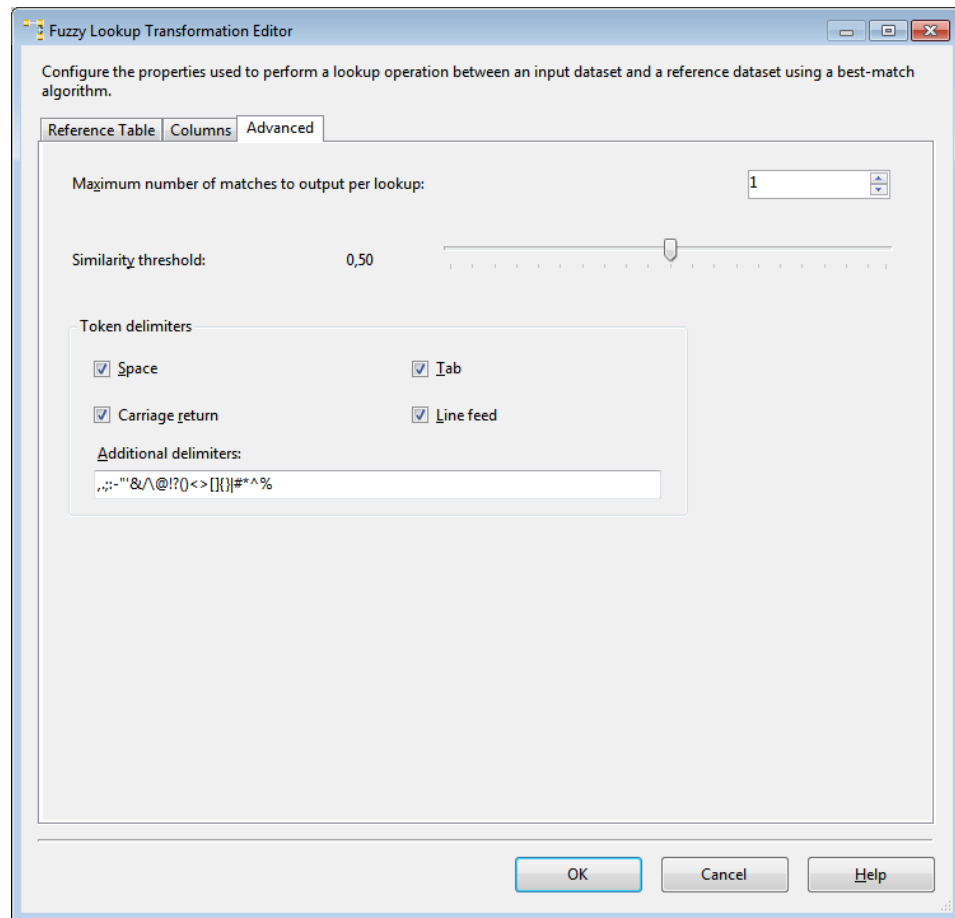 Fuzzy Lookup Transformation Editor
Configure the properties used to perform a lookup operation between an input dataset and a reference dataset using a best-match
algorithm.
Reference Table Columns Advanced
Maximum number of matches to output per lookup: 1
Similarity threshold: 0,50
Token delimiters
Space Tab
Carriage return Line feed
Additional delimiters:
,.;:-"'&/\@!?()<>[]{}|#*^%
OK Cancel Help